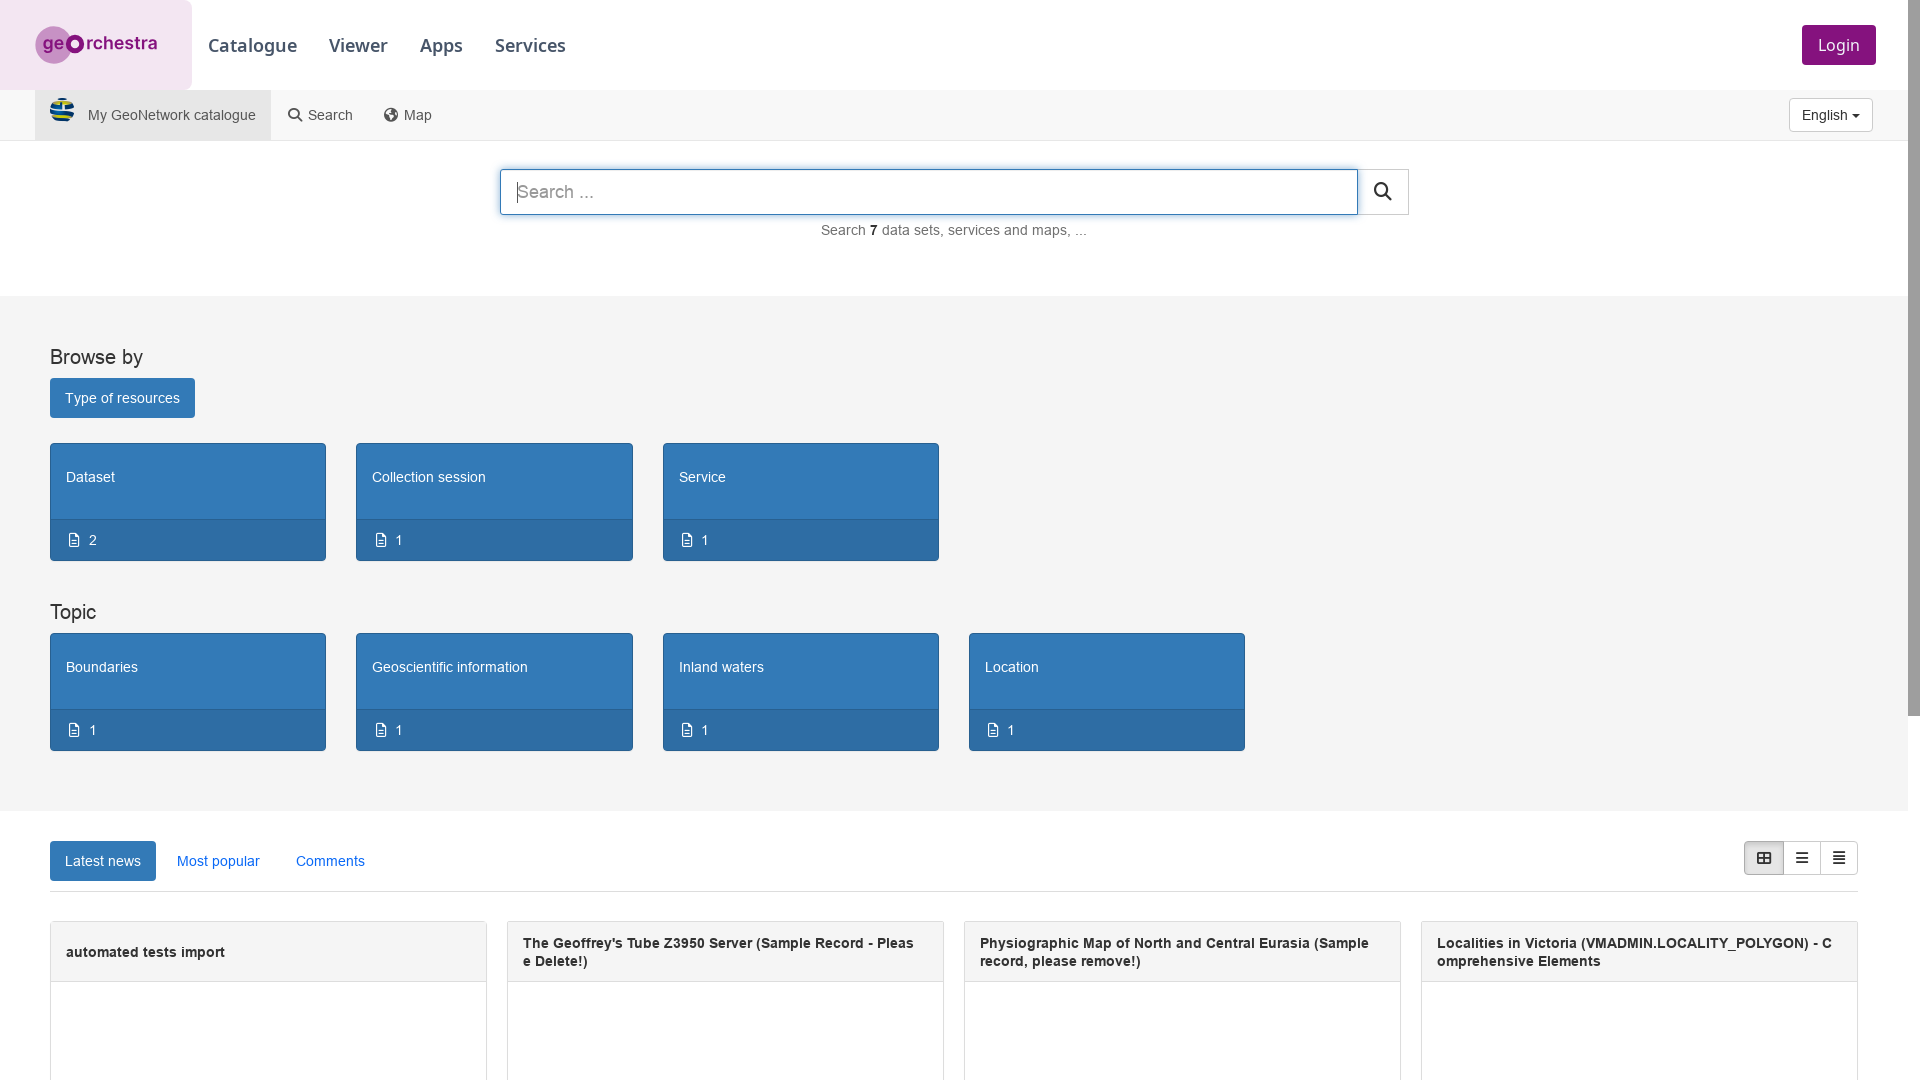 georchestra
Catalogue
Viewer
Apps
Services
Login
My GeoNetwork catalogue
Search
Map
English
Search ...
Search 7 data sets, services and maps, ...
Browse by
Type of resources
Dataset
Collection session
Service
2
1
1
Topic
Boundaries
Geoscientific information
Inland waters
Location
1
1
1
1
Latest news
Most popular
Comments
automated tests import
The Geoffrey's Tube Z3950 Server (Sample Record - Pleas
e Delete!)
Physiographic Map of North and Central Eurasia (Sample
record, please remove!)
Localities in Victoria (VMADMIN.LOCALITY_POLYGON) - C
omprehensive Elements